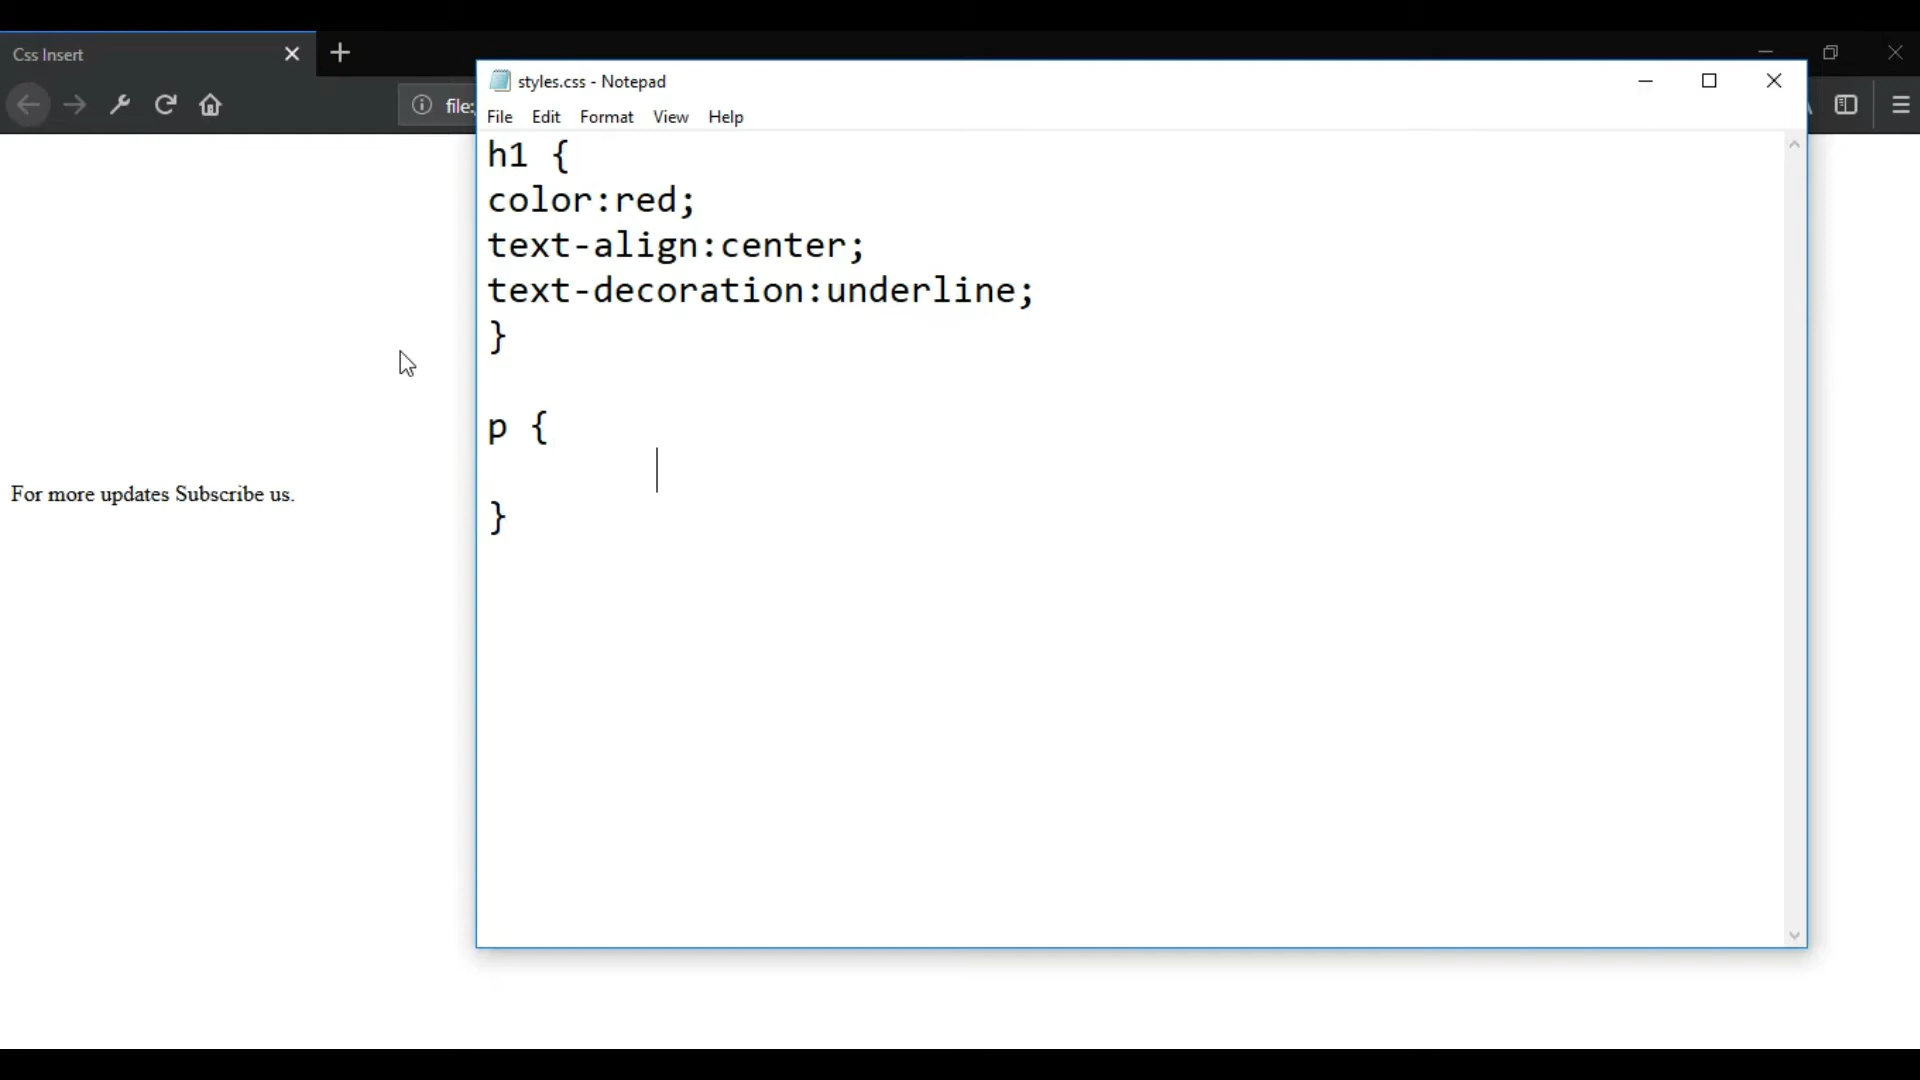 Css Insert
file:
styles.css - Notepad
File Edit Format View Help
h1 {
color:red;
text-align:center;
text-decoration:underline;
}
p {
}
For more updates Subscribe us.